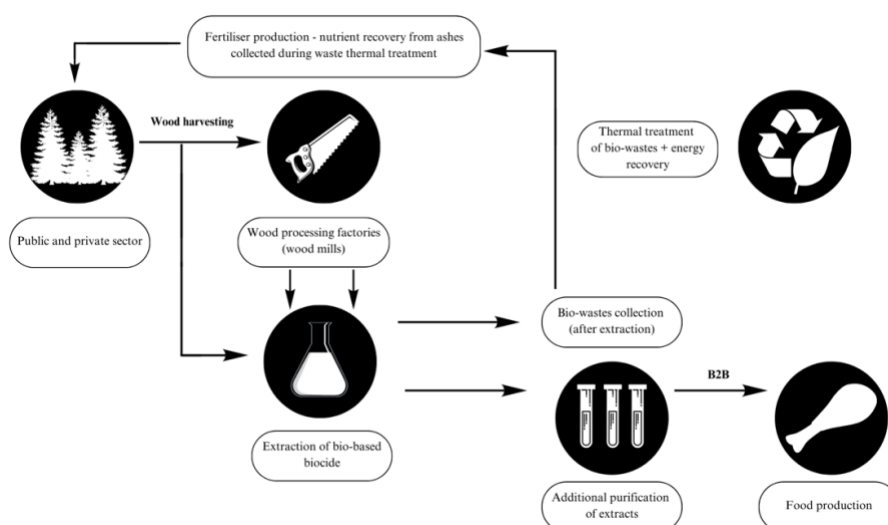 Fertiliser production - nutrient recovery from ashes
collected during waste thermal treatment
Wood harvesting
Thermal treatment
of bio-wastes + energy
recovery
Public and private sector
Wood processing factories
(wood mills)
Bio-wastes collection
(after extraction)
B2B
Extraction of bio-based
biocide
Additional purification
of extracts
Food production